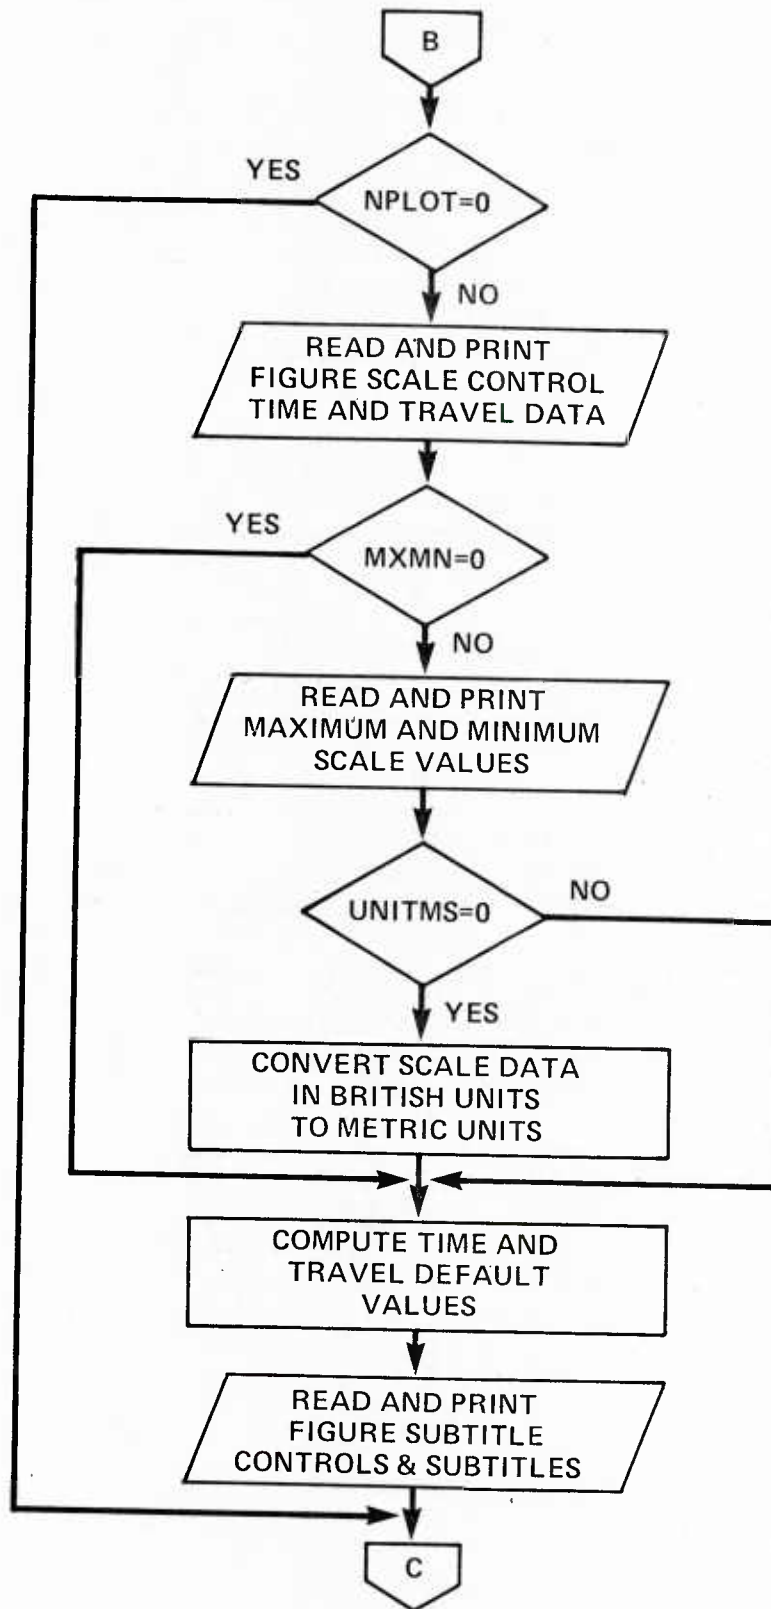 B
YES
NPLOT=0
NO
READ AND PRINT
FIGURE SCALE CONTROL
TIME AND TRAVEL DATA
YES
MXMN=0
NO
READ AND PRINT
MAXIMUM AND MINIMUM
SCALE VALUES
UNITMS=0
NO
YES
CONVERT SCALE DATA
IN BRITISH UNITS
TO METRIC UNITS
COMPUTE TIME AND
TRAVEL DEFAULT
VALUES
READ AND PRINT
FIGURE SUBTITLE
CONTROLS & SUBTITLES
C